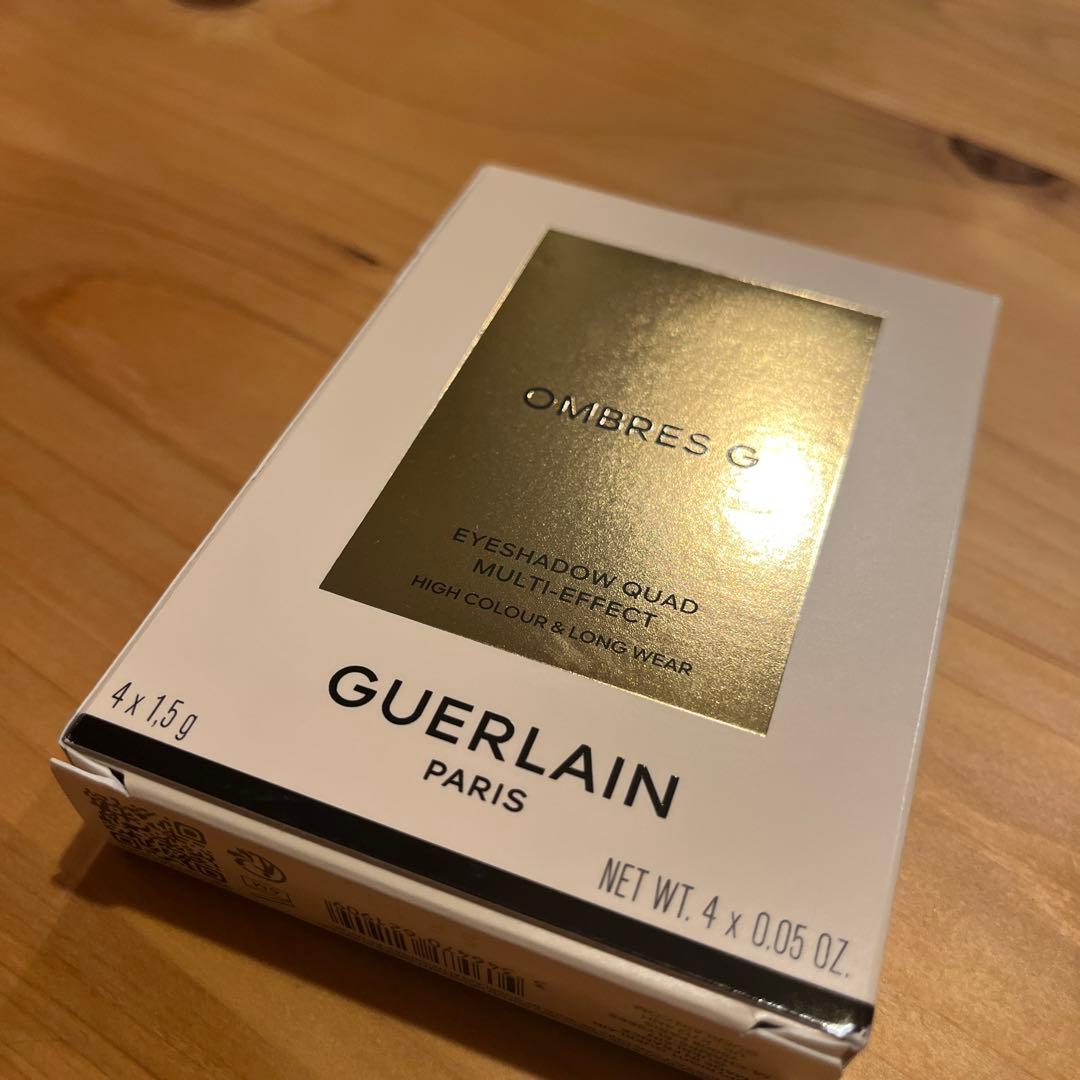 OMBRES G
EYESHADOW QUAD
MULTI-EFFECT
HIGH COLOUR & LONG WEAR
GUERLAIN
PARIS
4 x 1,5 g
NET WT. 4 x 0.05 OZ.